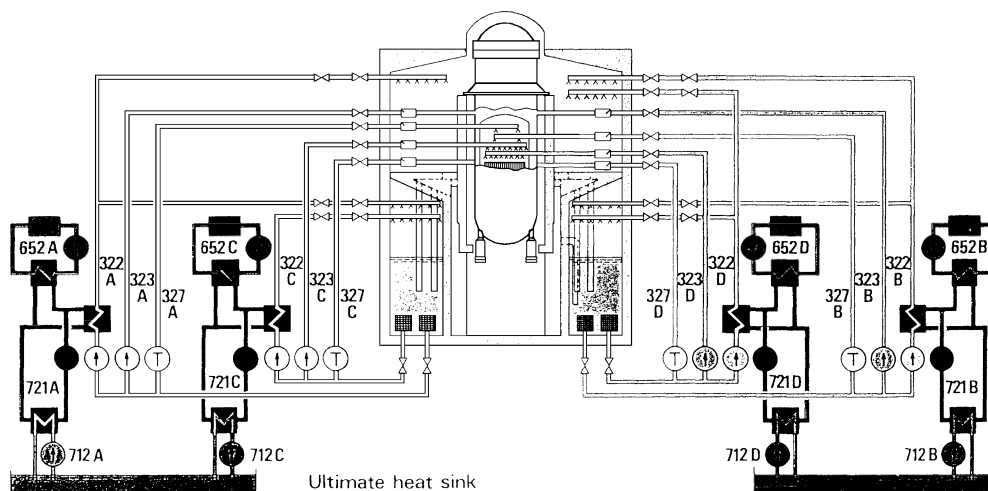 652 A
322 A
323 A
327 A
721A
712 A
652 C
322 C
323 C
327 C
721C
712 C
327 D
323 D
322 D
652 D
721D
712 D
327 B
323 B
322 B
652 B
721B
712 B
Ultimate heat sink